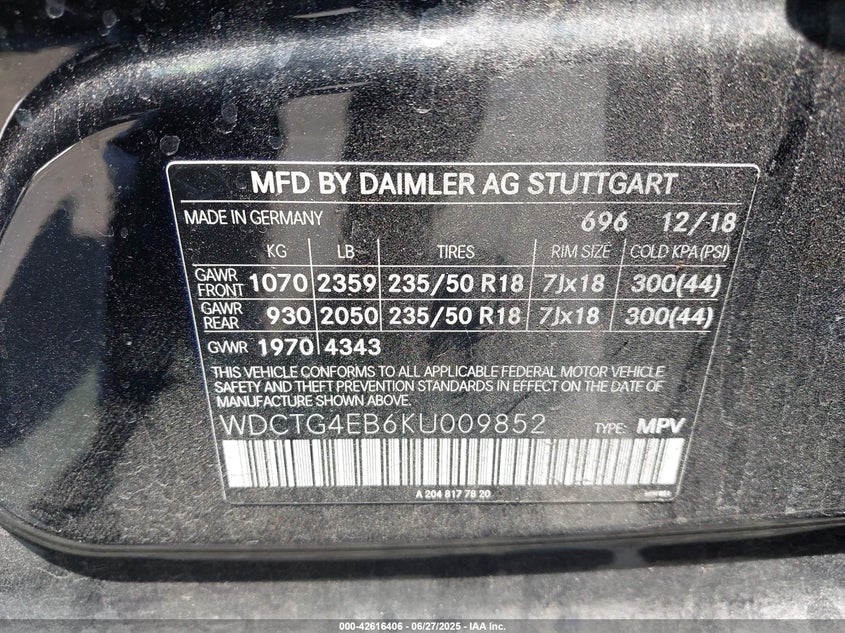 MFD BY DAIMLER AG STUTTGART
MADE IN GERMANY 696 12/18
KG LB TIRES RIM SIZE COLD KPA(PSI)
GAWR FRONT 1070 2359 235/50 R18 7Jx18 300(44)
GAWR REAR 930 2050 235/50 R18 7Jx18 300(44)
GVWR 1970 4343
THIS VEHICLE CONFORMS TO ALL APPLICABLE FEDERAL MOTOR VEHICLE
SAFETY AND THEFT PREVENTION STANDARDS IN EFFECT ON THE DATE OF
MANUFACTURE SHOWN ABOVE.
WDCTG4EB6KU009852 TYPE: MPV
A 204 817 78 20
000-42616406 - 06/27/2025 - IAA Inc.